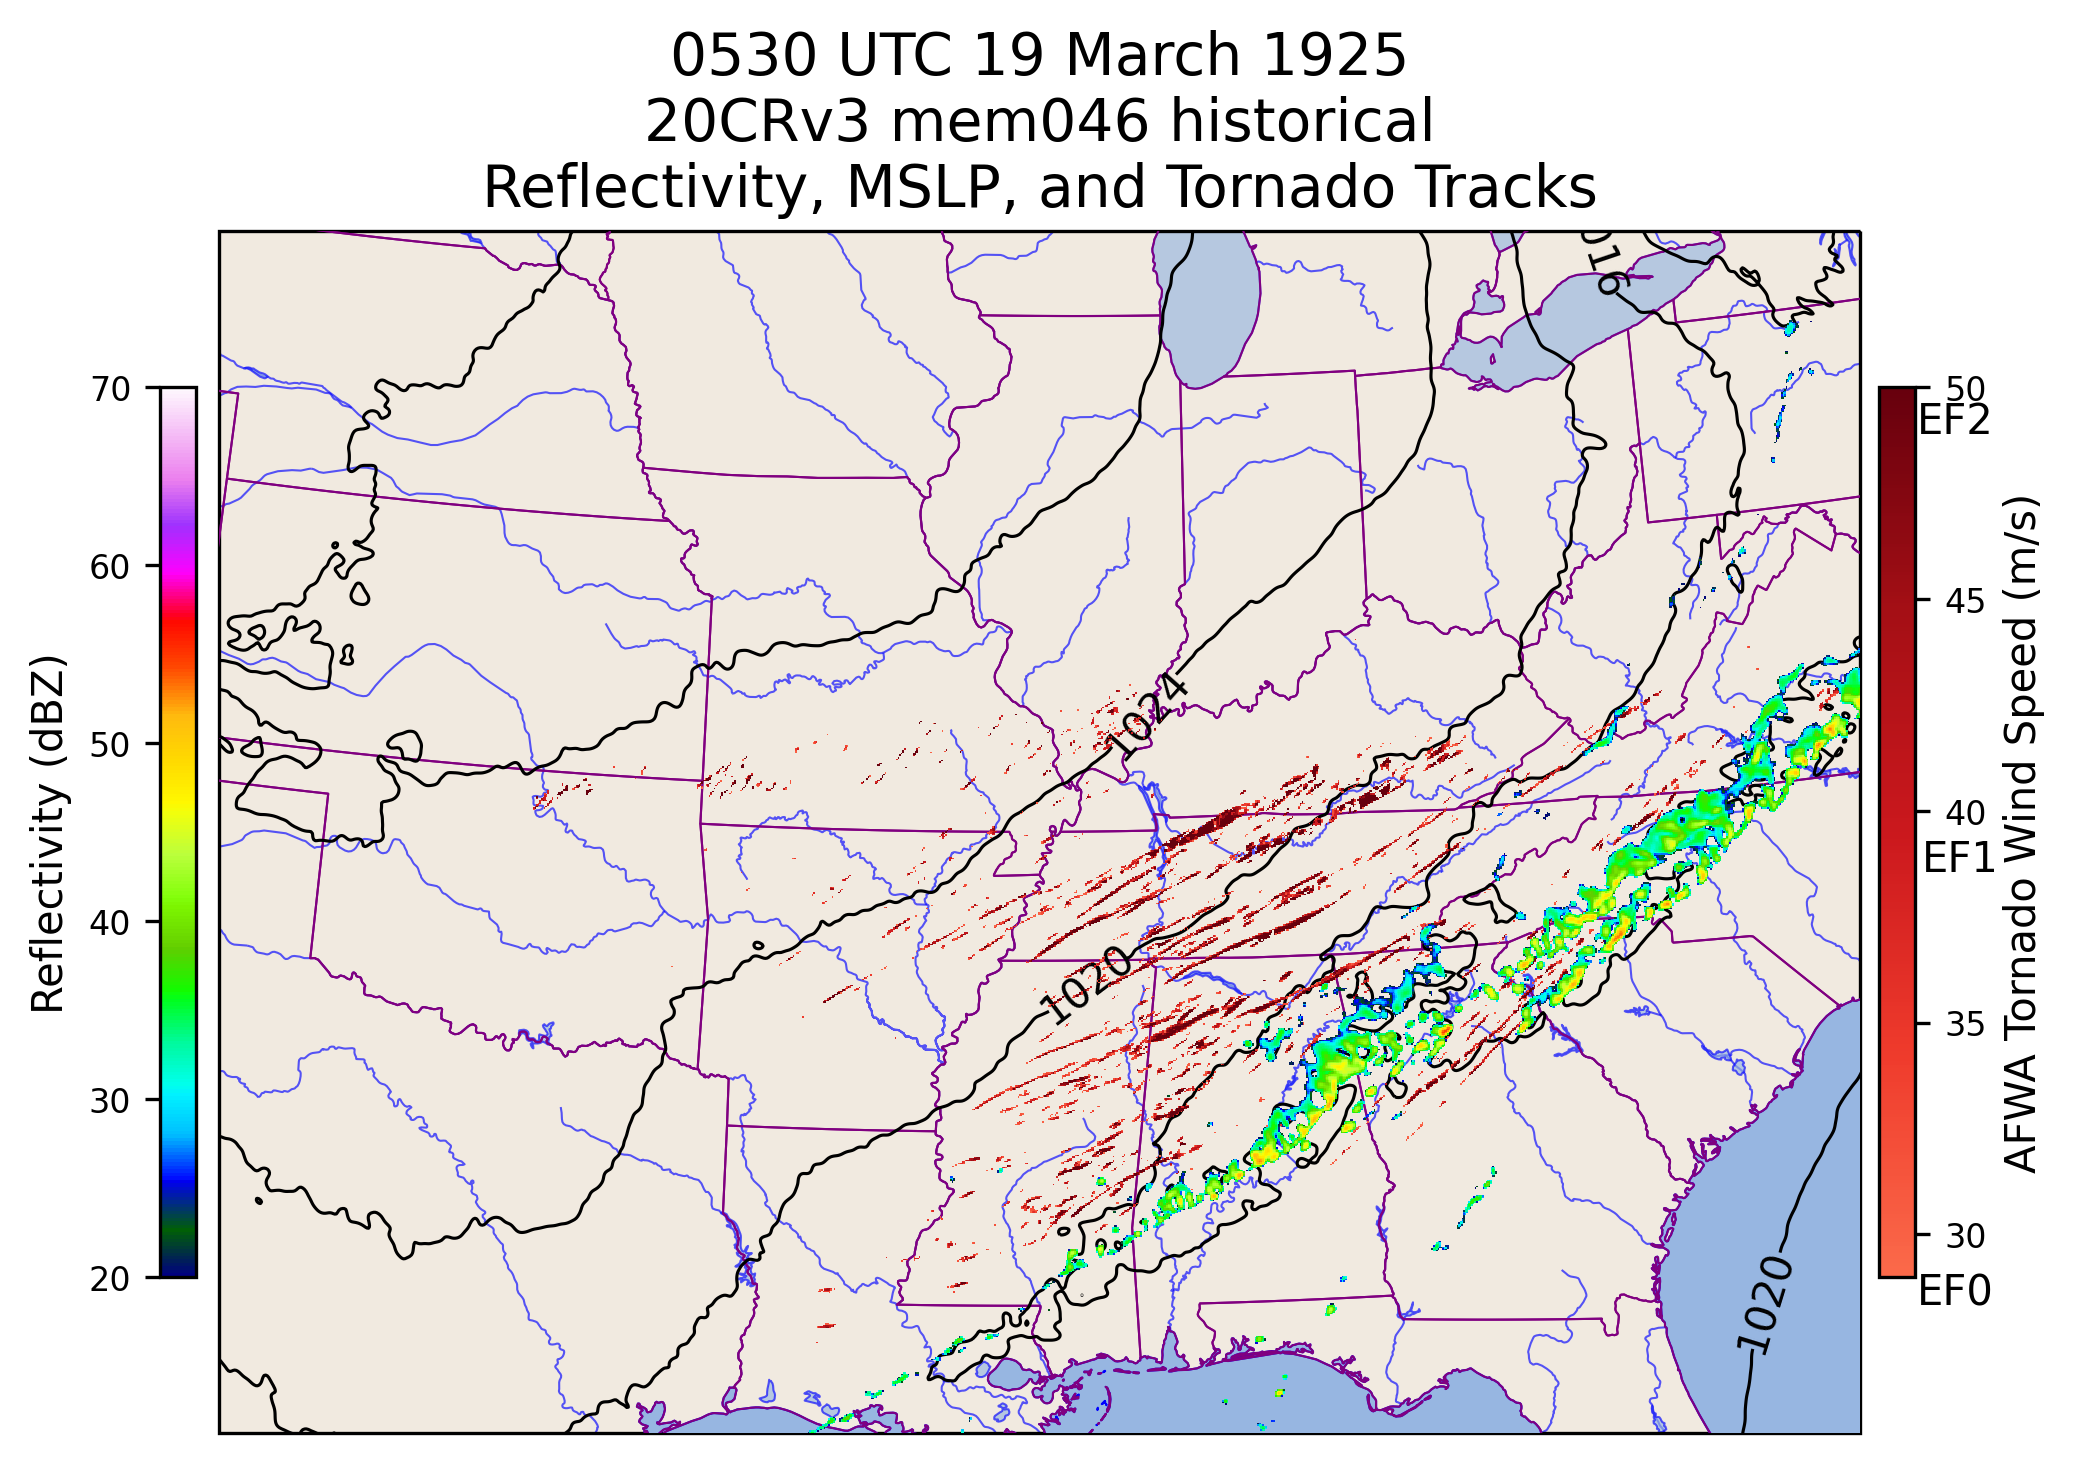 0530 UTC 19 March 1925
20CRv3 mem046 historical
Reflectivity, MSLP, and Tornado Tracks
Reflectivity (dBZ)
70
60
50
40
30
20
016
1024
1020
1020
50
EF2
45
40
EF1
35
30
EF0
AFWA Tornado Wind Speed (m/s)